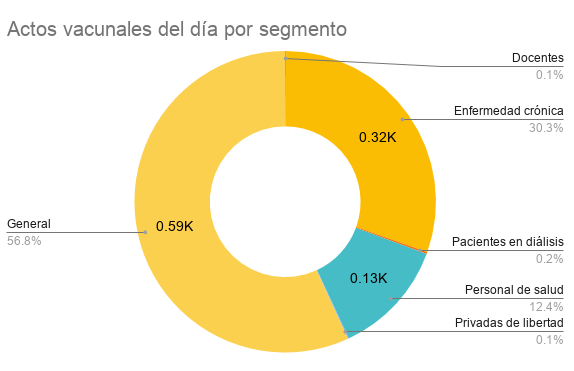 Actos vacunales del día por segmento
Docentes
0.1%
Enfermedad crónica
30.3%
0.32K
General
56.8%
0.59K
Pacientes en diálisis
0.2%
0.13K
Personal de salud
12.4%
Privadas de libertad
0.1%